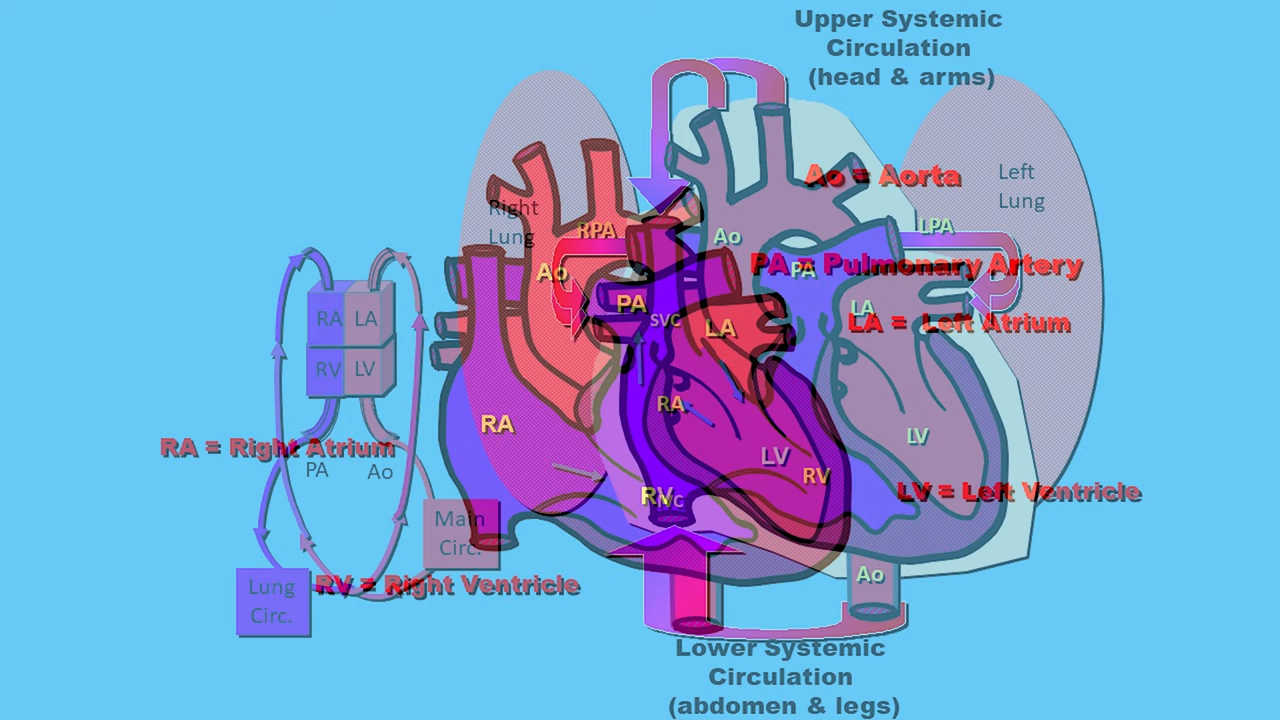 Upper Systemic
Circulation
(head & arms)
Ao = Aorta
Left
Lung
Right
Lung
RPA
LPA
Ao
Ao
PA = Pulmonary Artery
PA
PA
LA
LA
SVC
LA = Left Atrium
RA
LA
RV
LV
RA
RA
LV
LV
RV
RA = Right Atrium
PA
Ao
RV
IVC
LV = Left Ventricle
Main
Circ.
Ao
Lung
Circ.
RV = Right Ventricle
Lower Systemic
Circulation
(abdomen & legs)